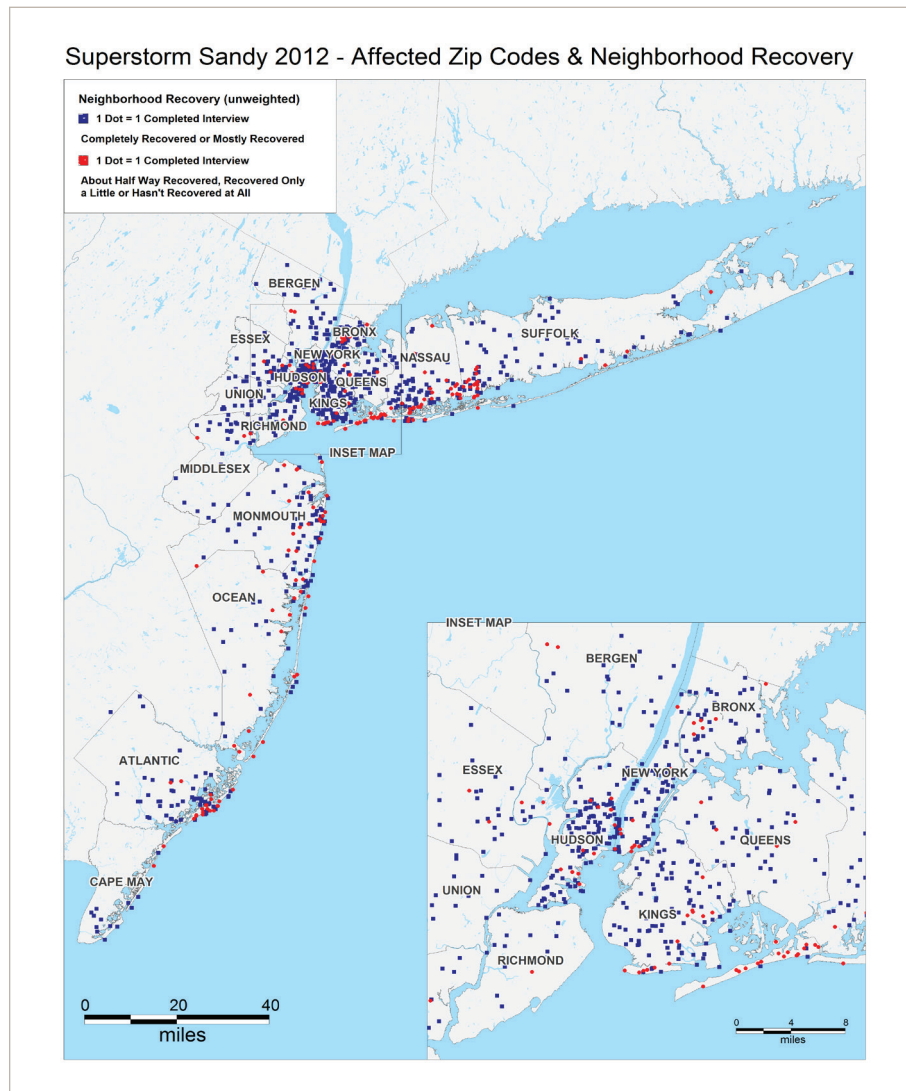 Superstorm Sandy 2012 - Affected Zip Codes & Neighborhood Recovery
Neighborhood Recovery (unweighted)
1 Dot = 1 Completed Interview
Completely Recovered or Mostly Recovered
1 Dot = 1 Completed Interview
About Half Way Recovered, Recovered Only
a Little or Hasn't Recovered at All
BERGEN
BRONX
ESSEX
SUFFOLK
NEW YORK
NASSAU
HUDSON
QUEENS
UNION
KINGS
RICHMOND
INSET MAP
MIDDLESEX
MONMOUTH
OCEAN
ATLANTIC
CAPE MAY
0 20 40
miles
INSET MAP
BERGEN
BRONX
ESSEX
NEW YORK
HUDSON
QUEENS
UNION
KINGS
RICHMOND
0 4 8
miles